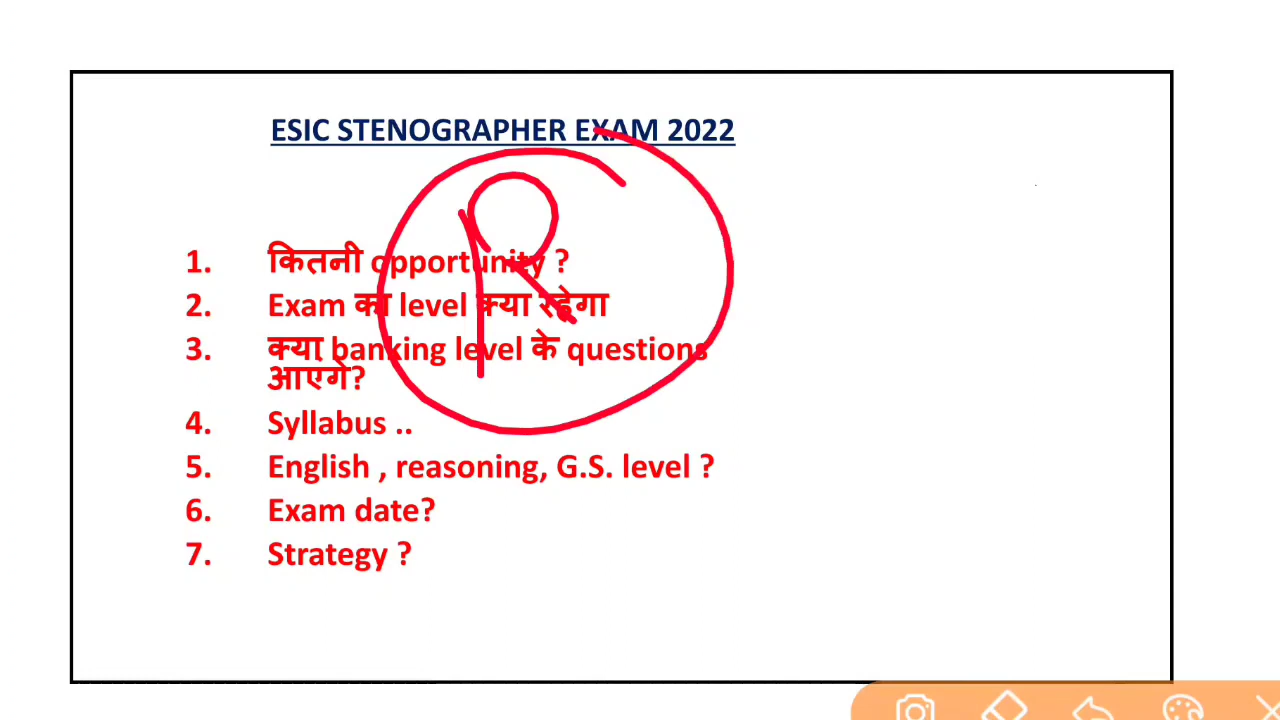 ESIC STENOGRAPHER EXAM 2022
1. कितनी opportunity ?
2. Exam का level क्या रहेगा
3. क्या banking level के questions
आएंगे?
4. Syllabus ..
5. English , reasoning, G.S. level ?
6. Exam date?
7. Strategy ?
R